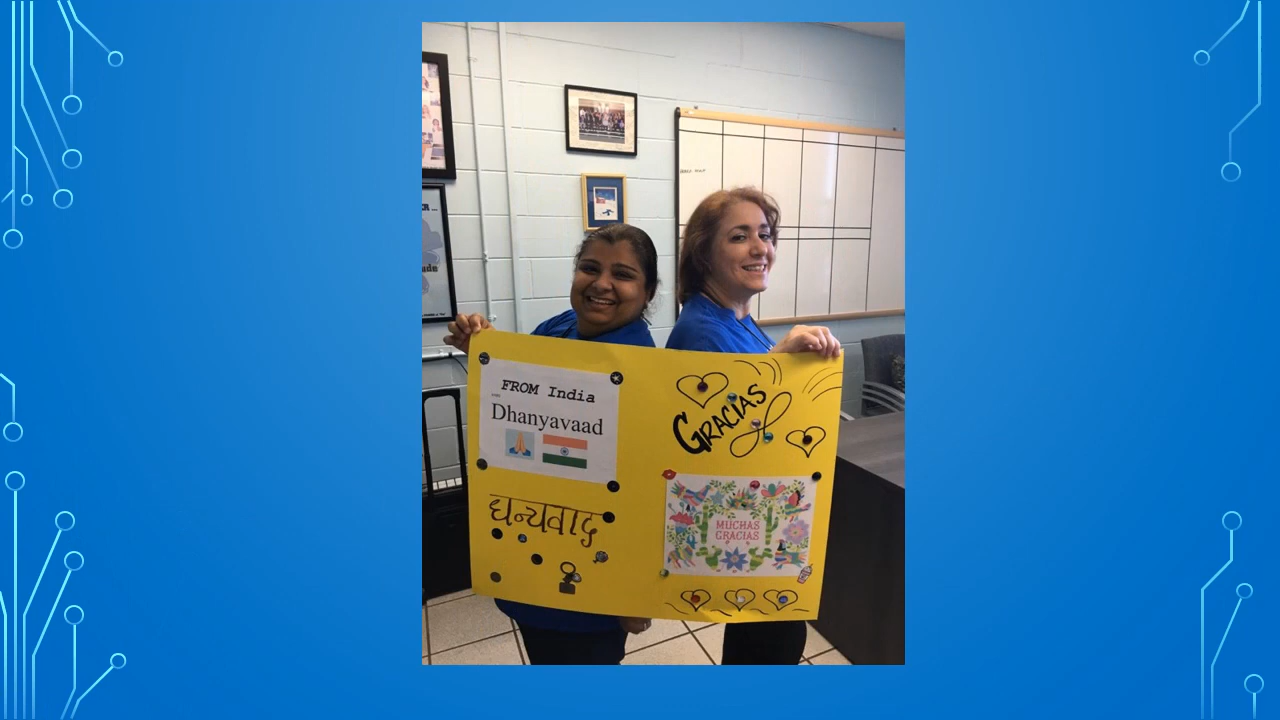 FROM India
Dhanyavaad
धन्यवाद
GRACIAS
MUCHAS
GRACIAS